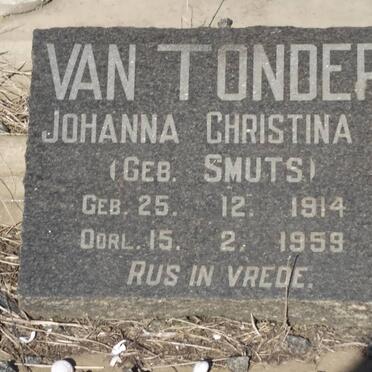 VAN TONDER
JOHANNA CHRISTINA
(GEB. SMUTS)
GEB. 25. 12. 1914
OORL. 15. 2. 1959
RUS IN VREDE.